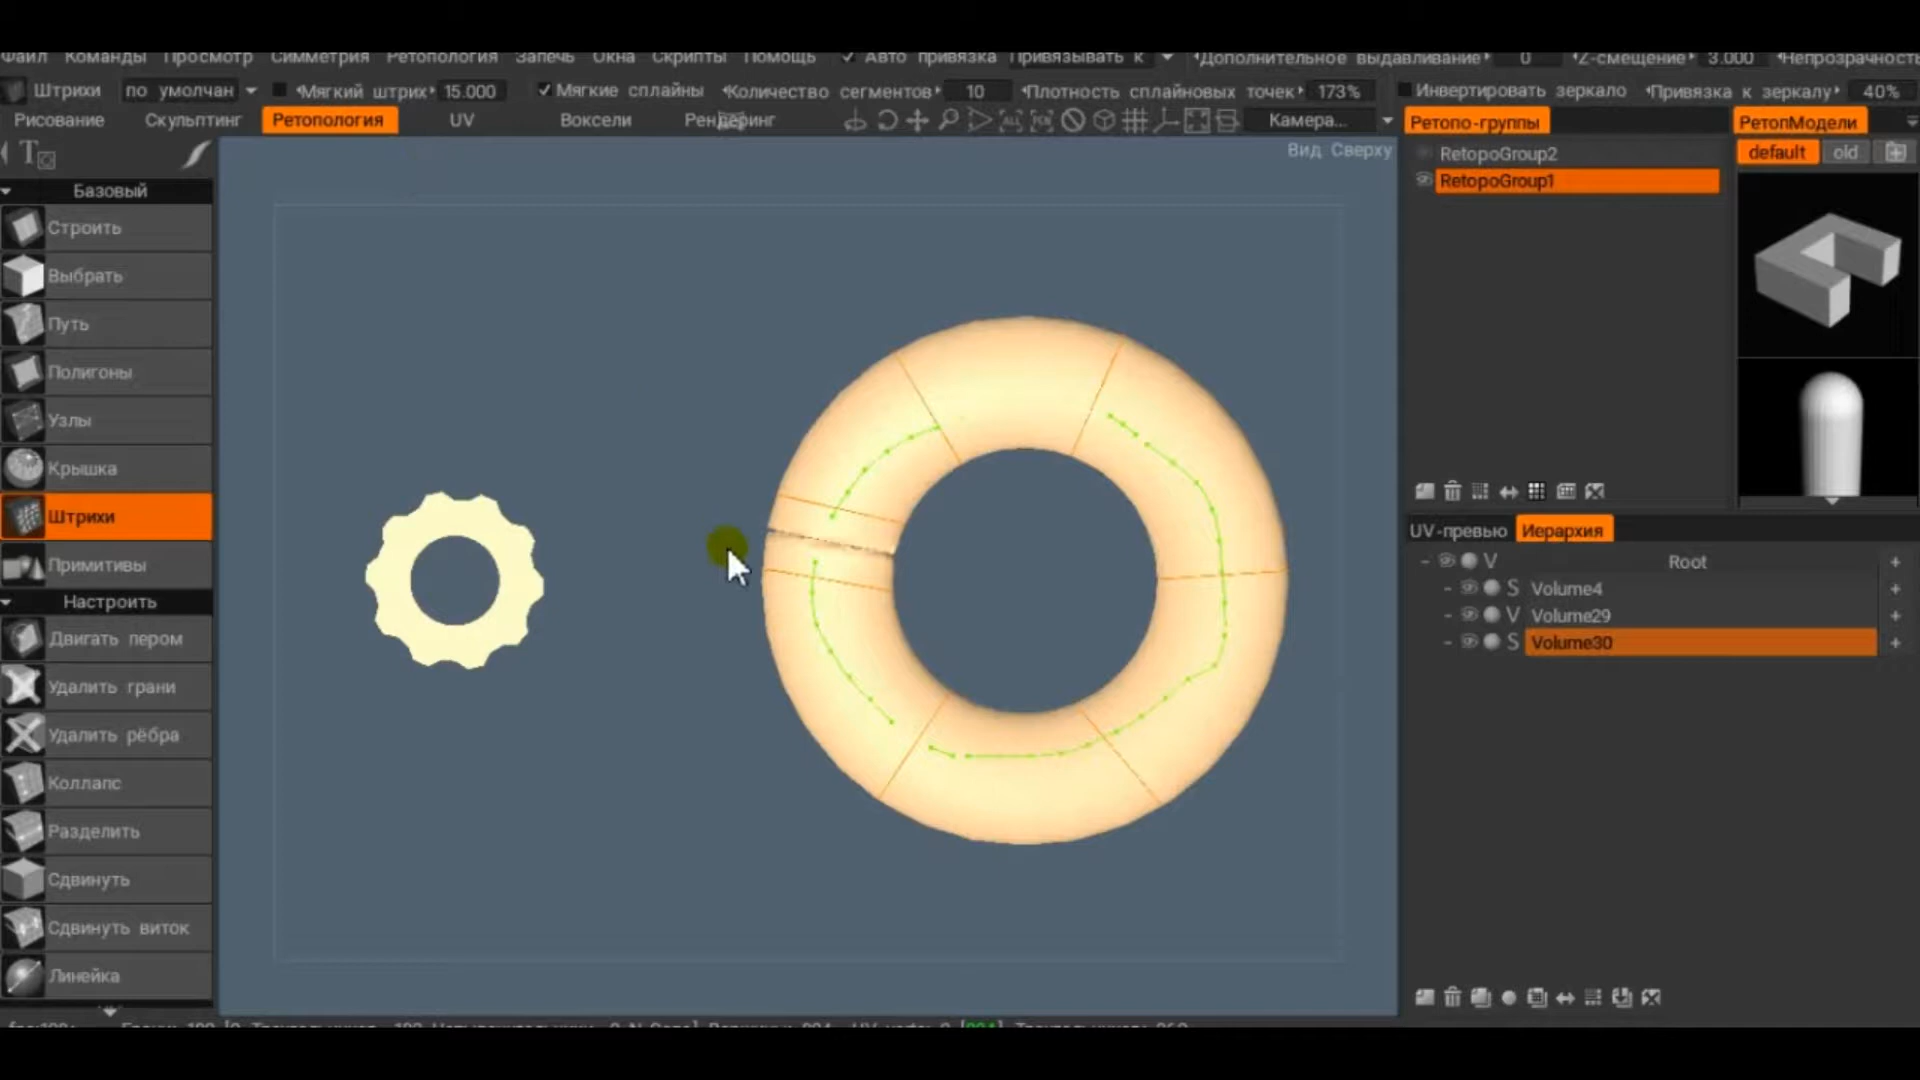 Файл Команды Просмотр Симметрия Ретопология Запечь Окна Скрипты Помощь Авто привязка Привязывать к Дополнительное выдавливание 0 Z-смещение 3.000 Непрозрачность
Штрихи по умолчан Мягкий штрих 15.000 Мягкие сплайны Количество сегментов 10 Плотность сплайновых точек 173% Инвертировать зеркало Привязка к зеркалу 40%
Рисование Скульптинг Ретопология UV Воксели Рендеринг Камера...
Вид Сверху
Базовый
Строить
Выбрать
Путь
Полигоны
Узлы
Крышка
Штрихи
Примитивы
Настроить
Двигать пером
Удалить грани
Удалить рёбра
Коллапс
Разделить
Сдвинуть
Сдвинуть виток
Линейка
Ретопо-группы
RetopoGroup2
RetopoGroup1
РетопМодели
default old
UV-превью Иерархия
V Root +
S Volume4 +
V Volume29 +
S Volume30 +